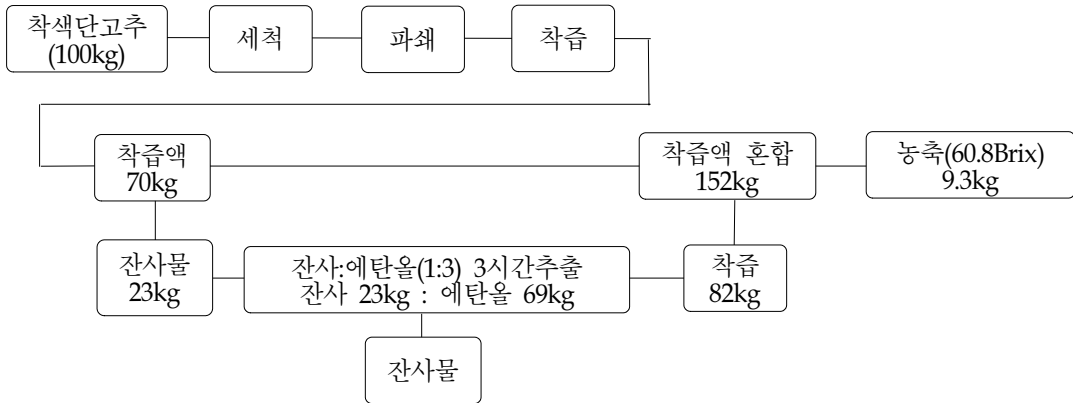 착색단고추
(100kg)
세척
파쇄
착즙
착즙액
70kg
착즙액 혼합
152kg
농축(60.8Brix)
9.3kg
잔사물
23kg
잔사:에탄올(1:3) 3시간추출
잔사 23kg : 에탄올 69kg
착즙
82kg
잔사물